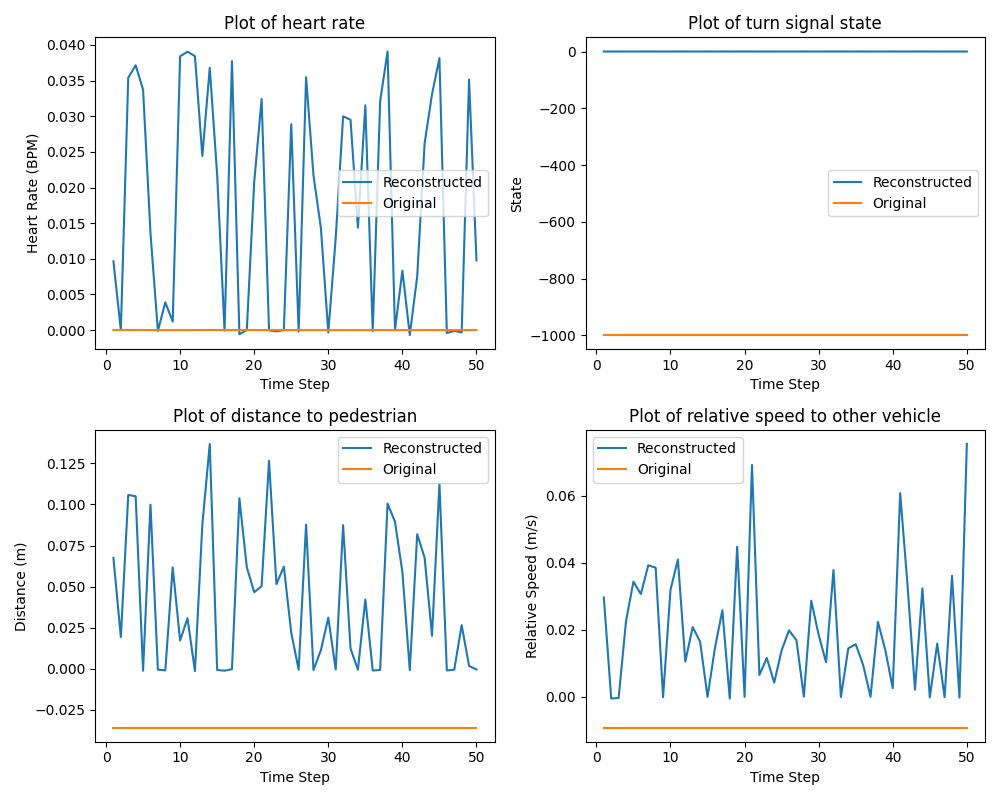 Plot of heart rate
Heart Rate (BPM)
0.040
0.035
0.030
0.025
0.020
0.015
0.010
0.005
0.000
Reconstructed
Original
0 10 20 30 40 50
Time Step
Plot of turn signal state
State
0
−200
−400
−600
−800
−1000
Reconstructed
Original
0 10 20 30 40 50
Time Step
Plot of distance to pedestrian
Distance (m)
0.125
0.100
0.075
0.050
0.025
0.000
−0.025
Reconstructed
Original
0 10 20 30 40 50
Time Step
Plot of relative speed to other vehicle
Relative Speed (m/s)
0.06
0.04
0.02
0.00
Reconstructed
Original
0 10 20 30 40 50
Time Step